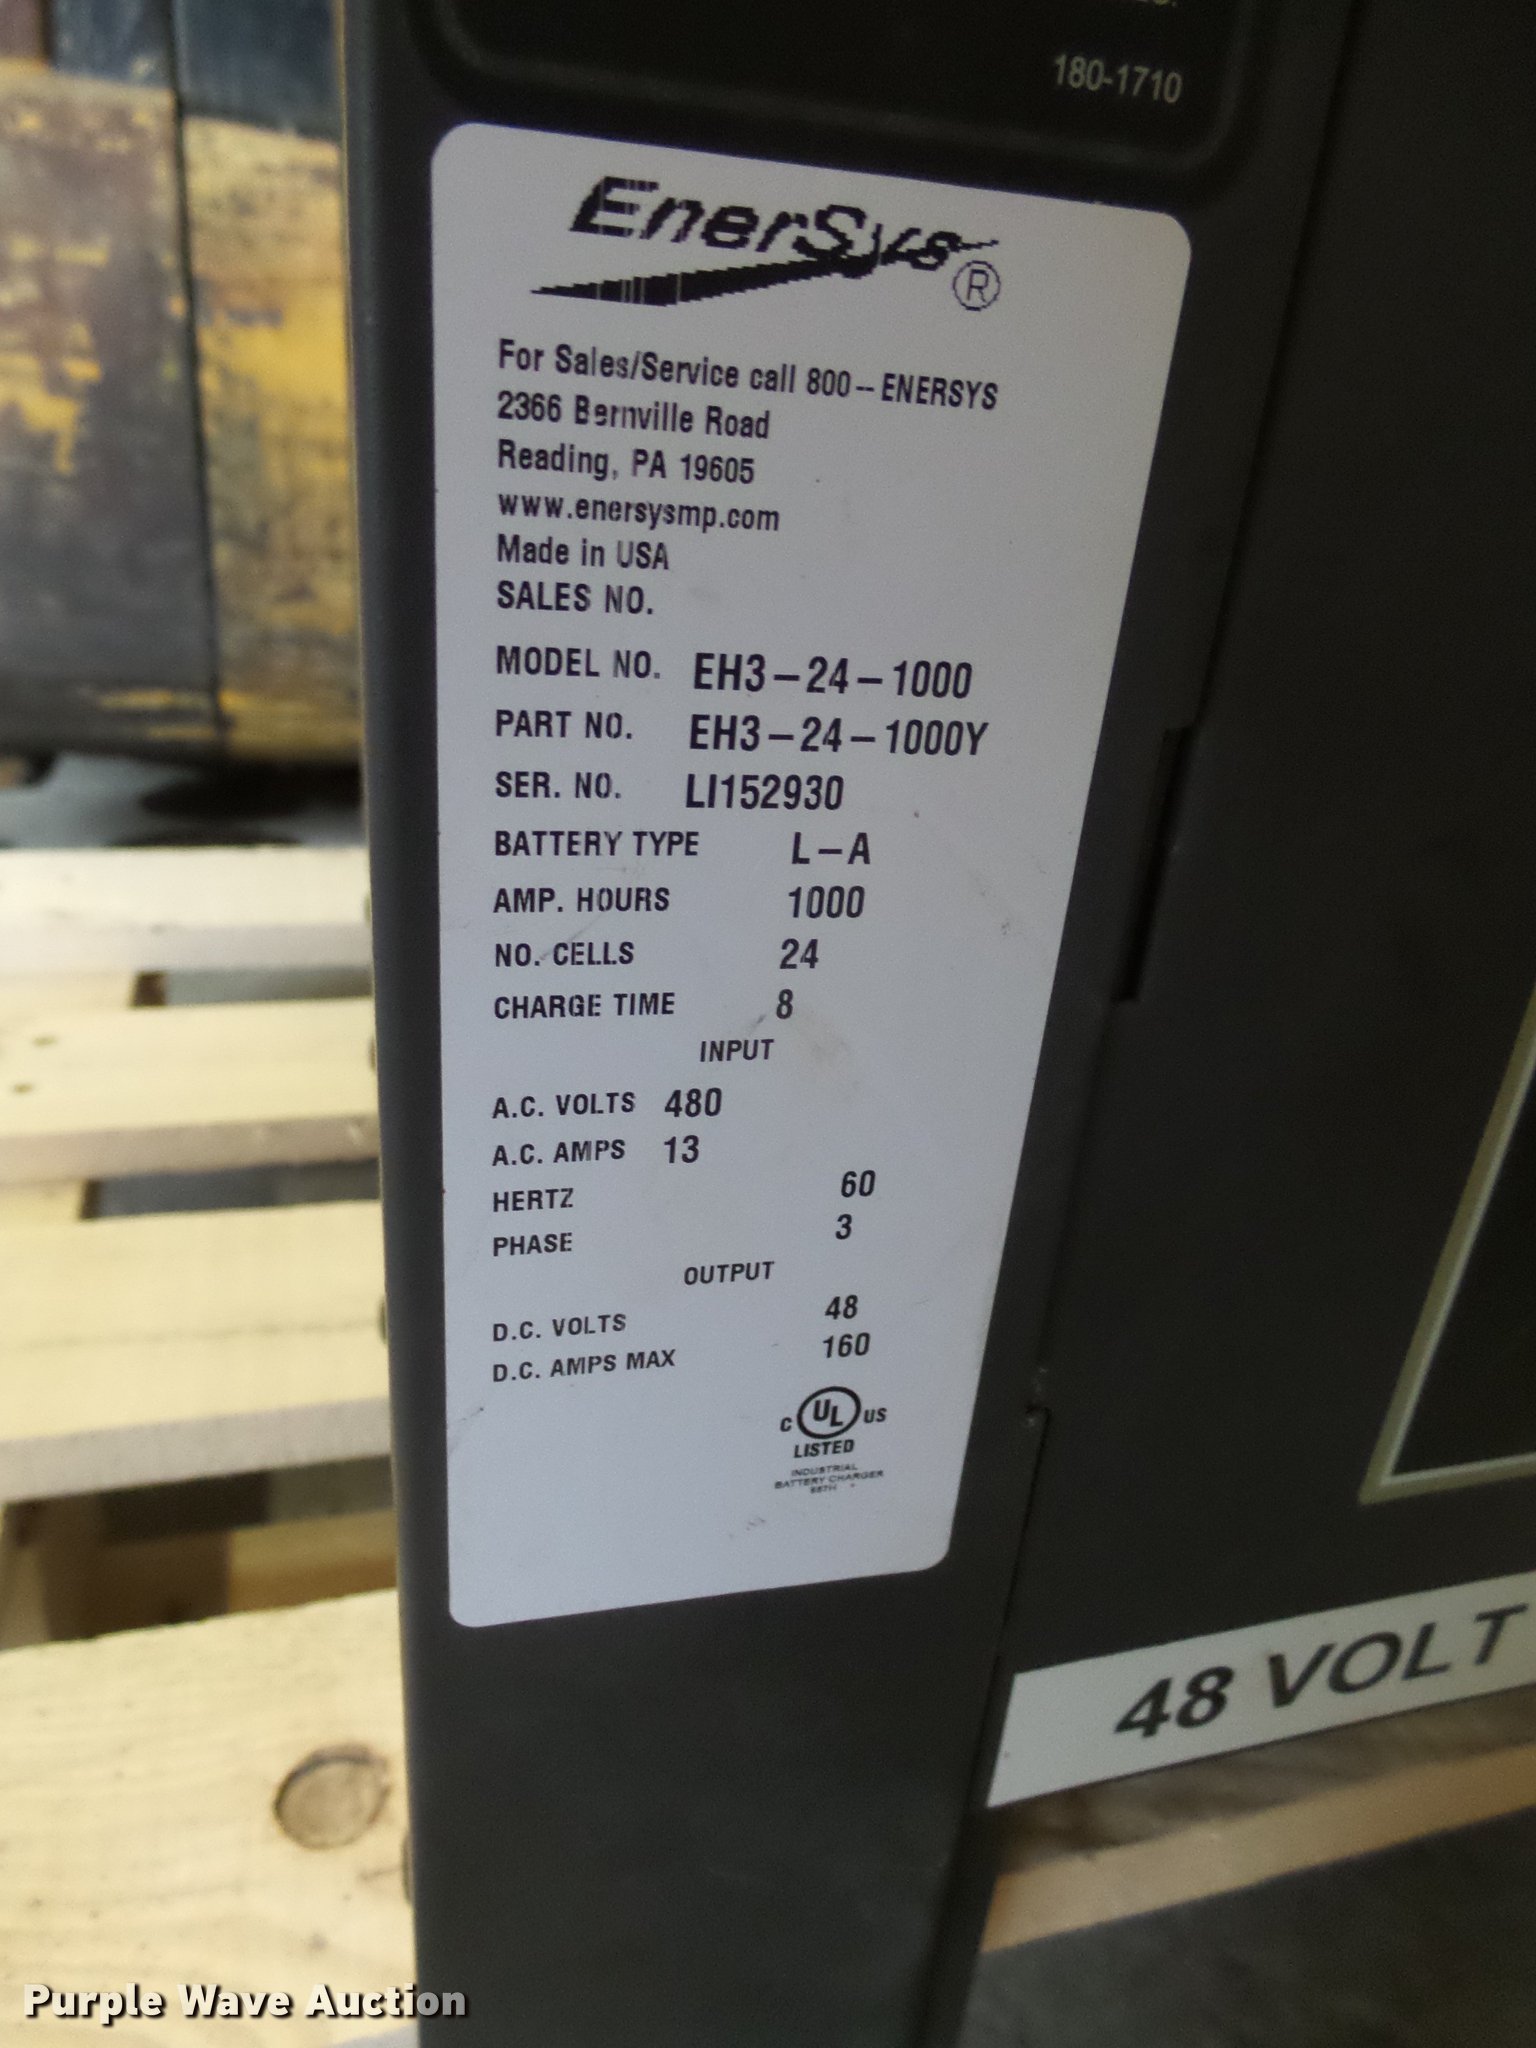 180-1710
EnerSys®
For Sales/Service call 800-ENERSYS
2366 Bernville Road
Reading, PA 19605
www.enersysmp.com
Made in USA
SALES NO.
MODEL NO. EH3-24-1000
PART NO. EH3-24-1000Y
SER. NO. LI152930
BATTERY TYPE L-A
AMP. HOURS 1000
NO. CELLS 24
CHARGE TIME 8
INPUT
A.C. VOLTS 480
A.C. AMPS 13
HERTZ 60
PHASE 3
OUTPUT
D.C. VOLTS 48
D.C. AMPS MAX 160
C UL US
LISTED
INDUSTRIAL
BATTERY CHARGER
48 VOLT
Purple Wave Auction